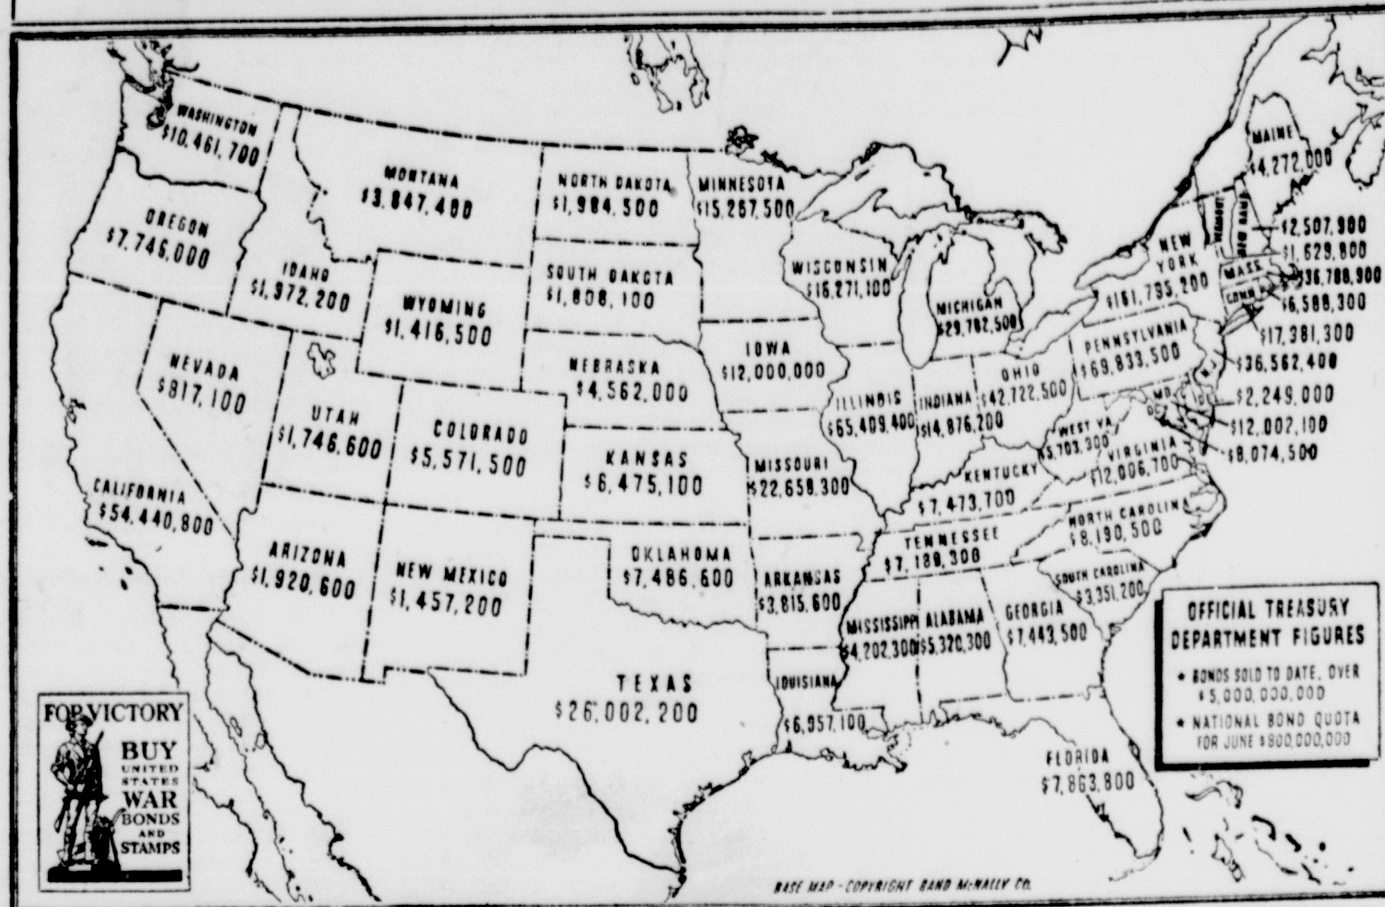 WASHINGTON
$10,461,700
OREGON
$7,746,000
IDAHO
$1,972,200
MONTANA
$3,847,400
WYOMING
$1,416,500
NORTH DAKOTA
$1,984,500
SOUTH DAKOTA
$1,808,100
NEBRASKA
$4,562,000
KANSAS
$6,475,100
NEVADA
$817,100
UTAH
$1,746,600
COLORADO
$5,571,500
CALIFORNIA
$54,440,800
ARIZONA
$1,920,600
NEW MEXICO
$1,457,200
OKLAHOMA
$7,486,600
TEXAS
$26,002,200
MINNESOTA
$15,267,500
WISCONSIN
$16,271,100
MICHIGAN
$29,782,500
IOWA
$12,000,000
ILLINOIS
$65,409,400
INDIANA
$14,876,200
OHIO
$42,722,500
MISSOURI
$22,658,300
ARKANSAS
$3,815,600
LOUISIANA
$6,957,100
MISSISSIPPI
$4,202,300
ALABAMA
$5,320,300
GEORGIA
$7,443,500
FLORIDA
$7,863,800
KENTUCKY
$7,473,700
TENNESSEE
$7,189,300
WEST VA.
$5,703,300
VIRGINIA
$12,006,700
NORTH CAROLINA
$8,190,500
SOUTH CAROLINA
$3,351,200
PENNSYLVANIA
$69,833,500
NEW
YORK
$161,795,200
MAINE
$4,272,000
VERMONT
NEW HAMP.
MASS.
CONN.
N.J.
MD.
DE
DC
$2,507,900
$1,629,800
$36,788,900
$6,588,300
$17,381,300
$36,562,400
$2,249,000
$12,002,100
$8,074,500
OFFICIAL TREASURY
DEPARTMENT FIGURES
★ BONDS SOLD TO DATE, OVER
$5,000,000,000
★ NATIONAL BOND QUOTA
FOR JUNE $800,000,000
FOR VICTORY
BUY
UNITED
STATES
WAR
BONDS
AND
STAMPS
BASE MAP - COPYRIGHT RAND McNALLY CO.